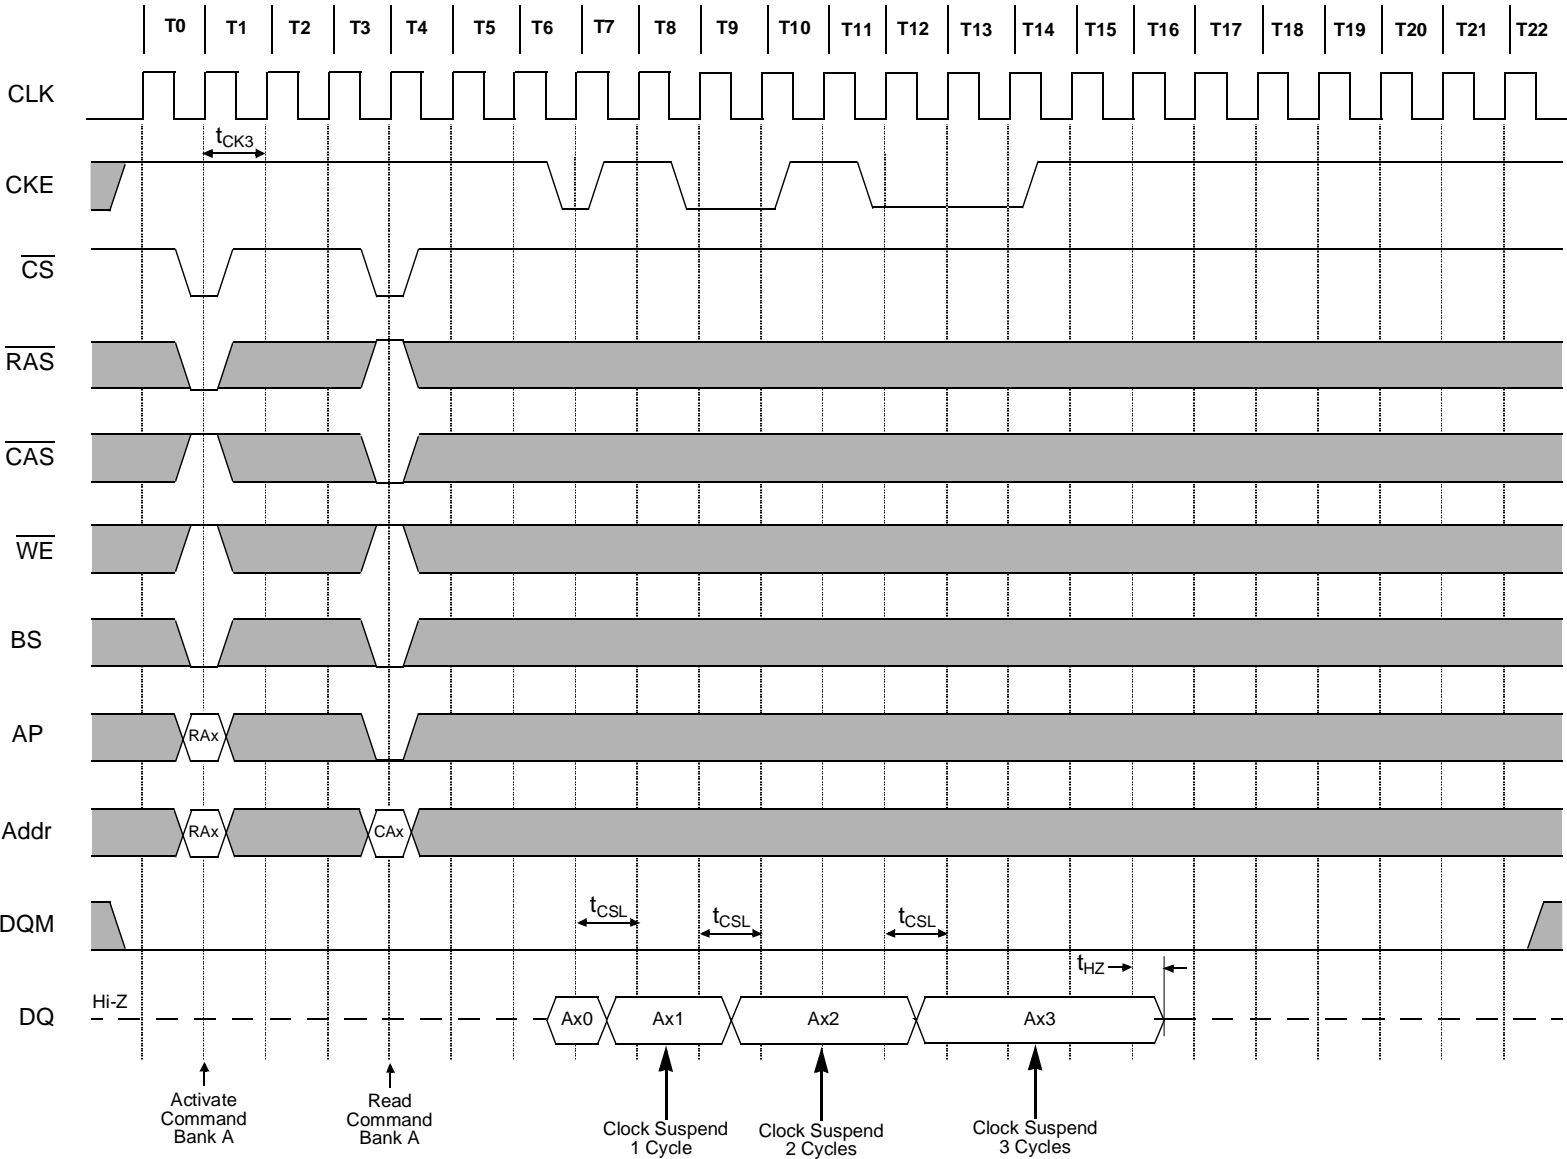 T0 T1 T2 T3 T4 T5 T6 T7 T8 T9 T10 T11 T12 T13 T14 T15 T16 T17 T18 T19 T20 T21 T22
CLK
tCK3
CKE
CS
RAS
CAS
WE
BS
AP RAx
Addr RAx CAx
DQM tCSL tCSL tCSL
tHZ
Hi-Z
DQ Ax0 Ax1 Ax2 Ax3
Activate
Command
Bank A
Read
Command
Bank A
Clock Suspend
1 Cycle
Clock Suspend
2 Cycles
Clock Suspend
3 Cycles